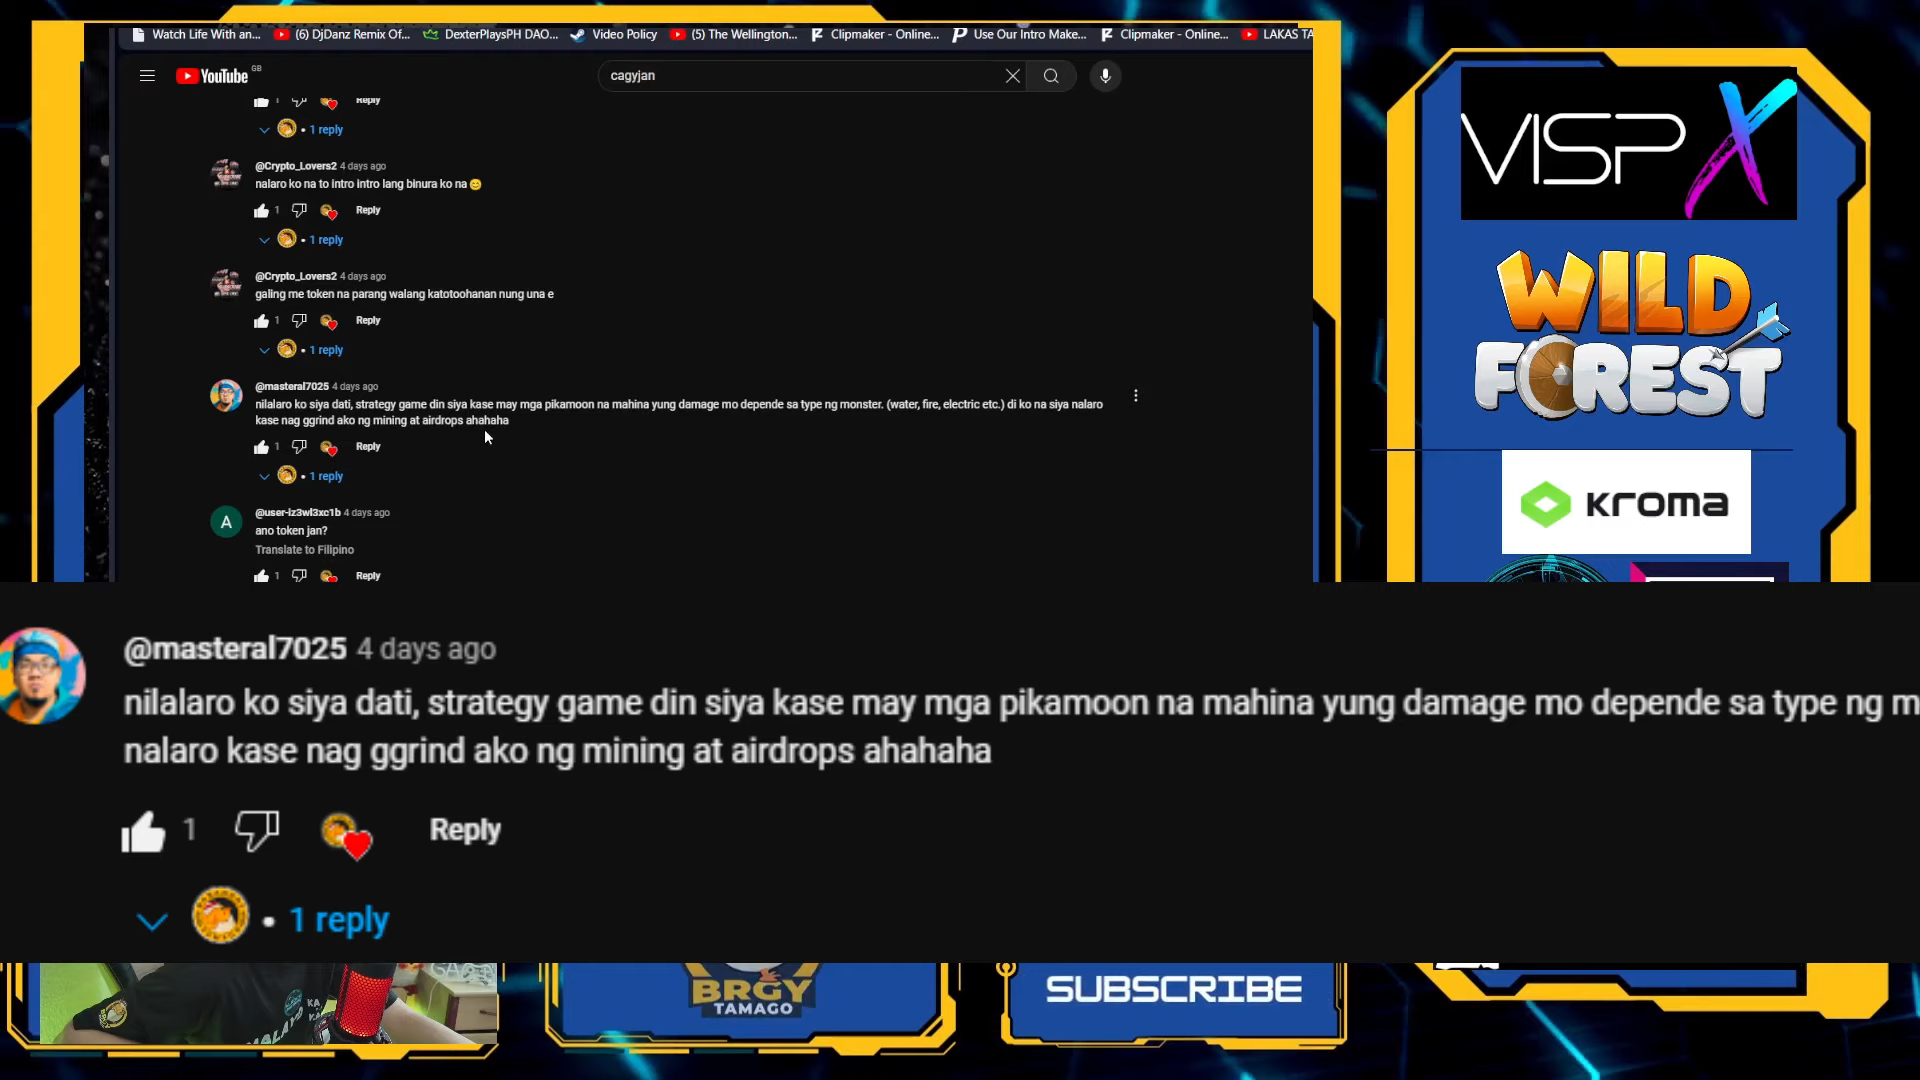 Watch Life With an...
(6) DjDanz Remix Of...
DexterPlaysPH DAO...
Video Policy
(5) The Wellington...
Clipmaker - Online...
Use Our Intro Make...
Clipmaker - Online...
LAKAS TA
YouTube GB
cagyjan
1 Reply
• 1 reply
@Crypto_Lovers2 4 days ago
nalaro ko na to intro intro lang binura ko na😊
1 Reply
• 1 reply
@Crypto_Lovers2 4 days ago
galing me token na parang walang katotoohanan nung una e
1 Reply
• 1 reply
@masteral7025 4 days ago
nilalaro ko siya dati, strategy game din siya kase may mga pikamoon na mahina yung damage mo depende sa type ng monster. (water, fire, electric etc.) di ko na siya nalaro
kase nag ggrind ako ng mining at airdrops ahahaha
1 Reply
• 1 reply
A
@user-iz3wl3xc1b 4 days ago
ano token jan?
Translate to Filipino
1 Reply
VISPX
WILD
FOREST
KROMA
@masteral7025 4 days ago
nilalaro ko siya dati, strategy game din siya kase may mga pikamoon na mahina yung damage mo depende sa type ng m
nalaro kase nag ggrind ako ng mining at airdrops ahahaha
1 Reply
• 1 reply
BRGY
TAMAGO
SUBSCRIBE